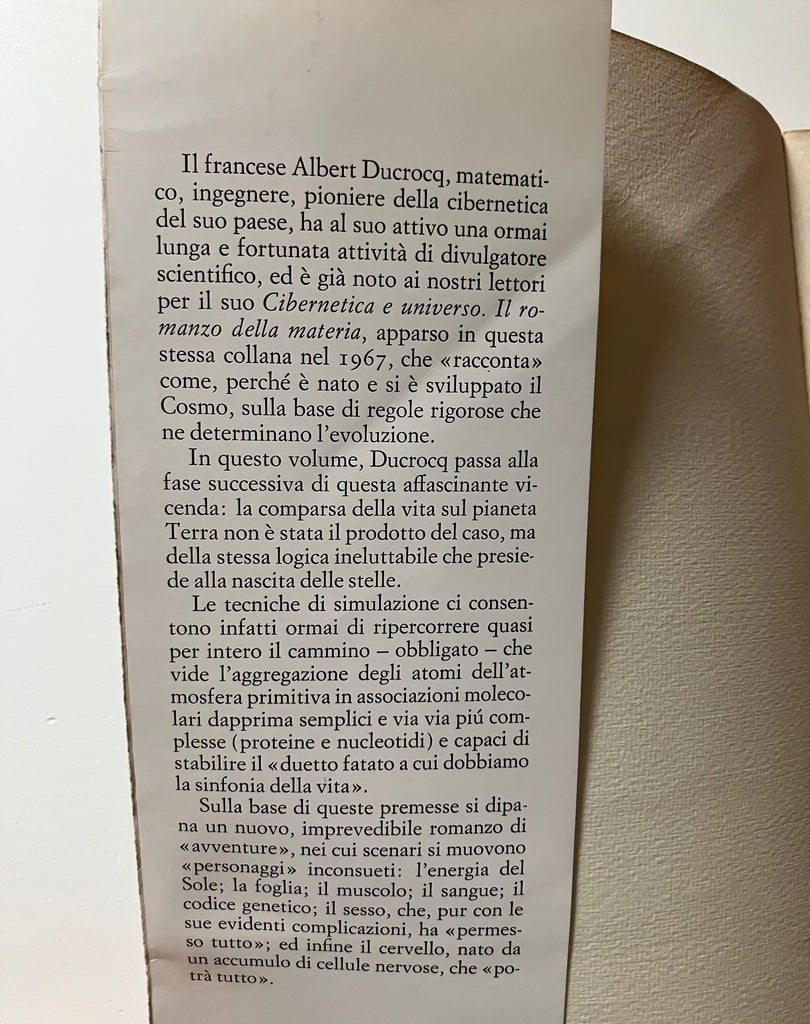 Il francese Albert Ducrocq, matemati-
co, ingegnere, pioniere della cibernetica
del suo paese, ha al suo attivo una ormai
lunga e fortunata attività di divulgatore
scientifico, ed è già noto ai nostri lettori
per il suo Cibernetica e universo. Il ro-
manzo della materia, apparso in questa
stessa collana nel 1967, che «racconta»
come, perché è nato e si è sviluppato il
Cosmo, sulla base di regole rigorose che
ne determinano l'evoluzione.
In questo volume, Ducrocq passa alla
fase successiva di questa affascinante vi-
cenda: la comparsa della vita sul pianeta
Terra non è stata il prodotto del caso, ma
della stessa logica ineluttabile che presie-
de alla nascita delle stelle.
Le tecniche di simulazione ci consen-
tono infatti ormai di ripercorrere quasi
per intero il cammino – obbligato – che
vide l'aggregazione degli atomi dell'at-
mosfera primitiva in associazioni moleco-
lari dapprima semplici e via via piú com-
plesse (proteine e nucleotidi) e capaci di
stabilire il «duetto fatato a cui dobbiamo
la sinfonia della vita».
Sulla base di queste premesse si dipa-
na un nuovo, imprevedibile romanzo di
«avventure», nei cui scenari si muovono
«personaggi» inconsueti: l'energia del
Sole; la foglia; il muscolo; il sangue; il
codice genetico; il sesso, che, pur con le
sue evidenti complicazioni, ha «permes-
so tutto»; ed infine il cervello, nato da
un accumulo di cellule nervose, che «po-
trà tutto».